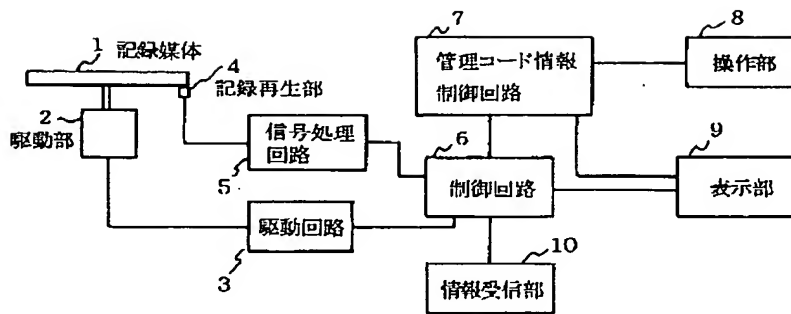 1
記録媒体
4
記録再生部
2
駆動部
信号処理
回路
5
駆動回路
3
7
管理コード情報
制御回路
8
操作部
6
制御回路
9
表示部
10
情報受信部